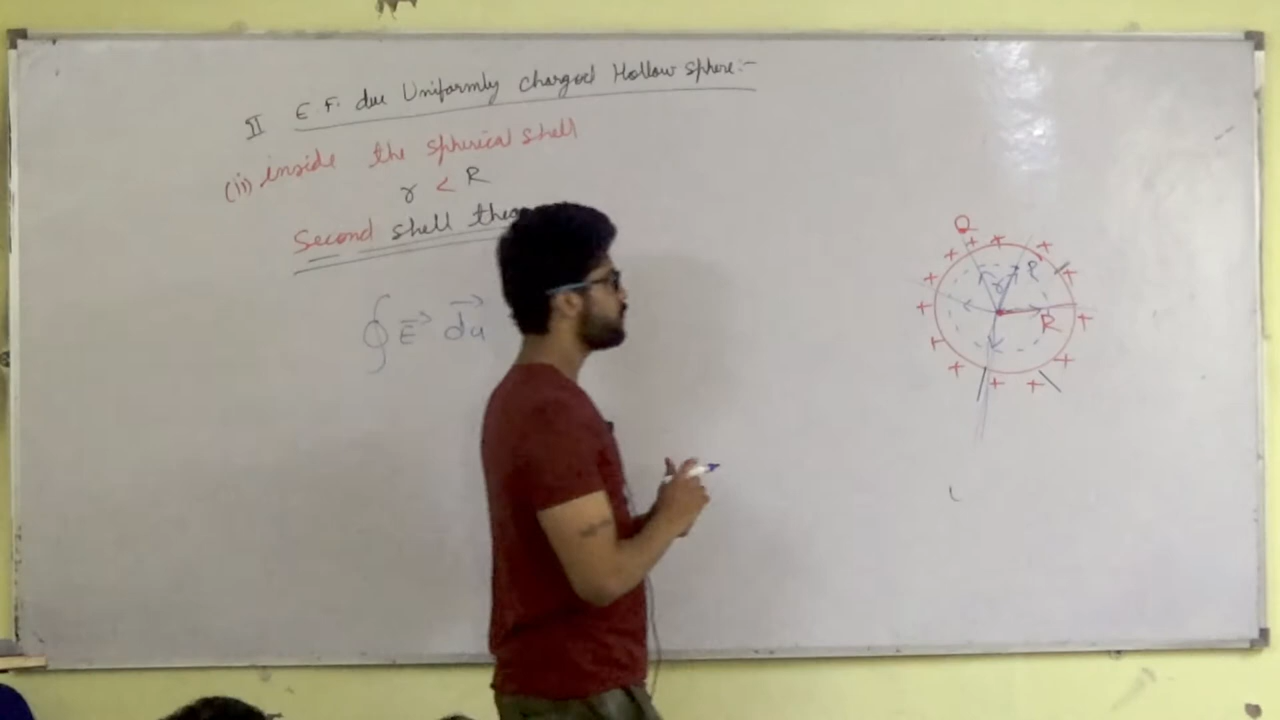 II E.F. due Uniformly charged Hollow sphere:-
(ii) inside the spherical shell
r < R
Second shell
∮ E⃗ da⃗
Q
r P
R